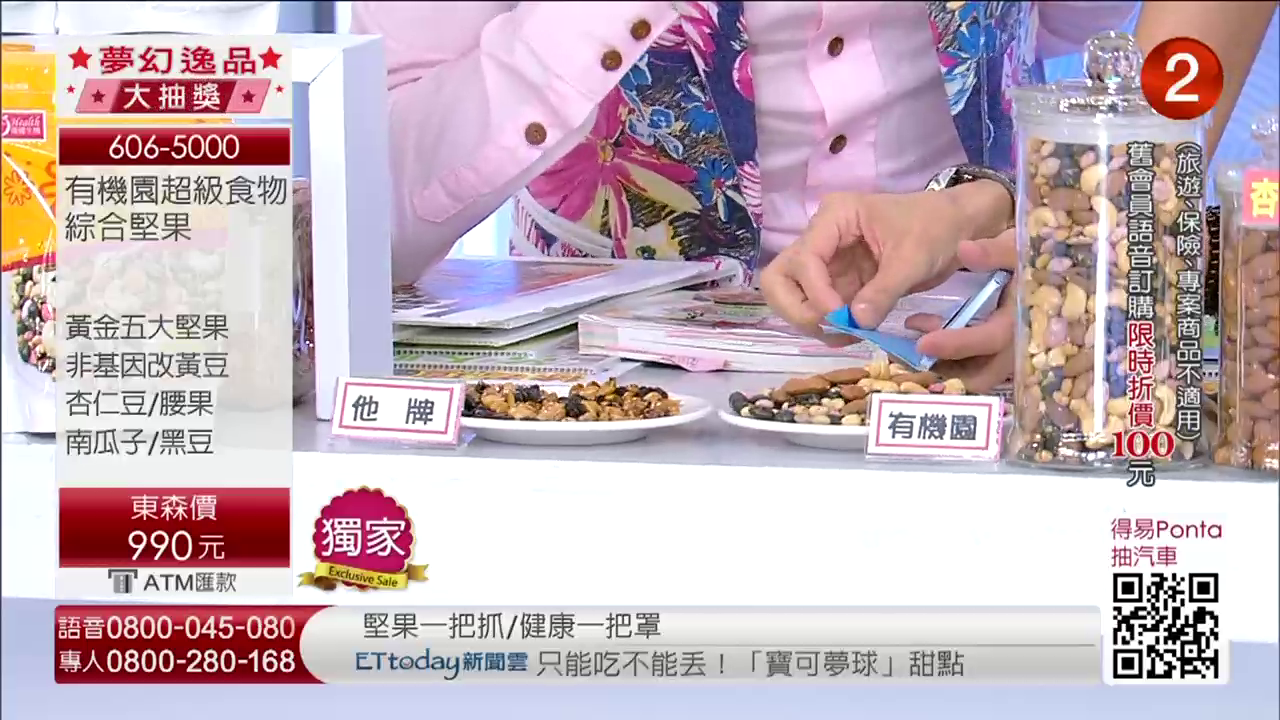 夢幻逸品
大抽獎
606-5000
有機園超級食物
綜合堅果
黃金五大堅果
非基因改黃豆
杏仁豆/腰果
南瓜子/黑豆
東森價
990元
ATM匯款
獨家
Exclusive Sale
語音0800-045-080
專人0800-280-168
堅果一把抓/健康一把罩
ETtoday新聞雲 只能吃不能丟！「寶可夢球」甜點
Health
他 牌
有機園
杏
2
(旅遊、保險、專案商品不適用)
舊會員語音訂購限時折價100元
得易Ponta
抽汽車